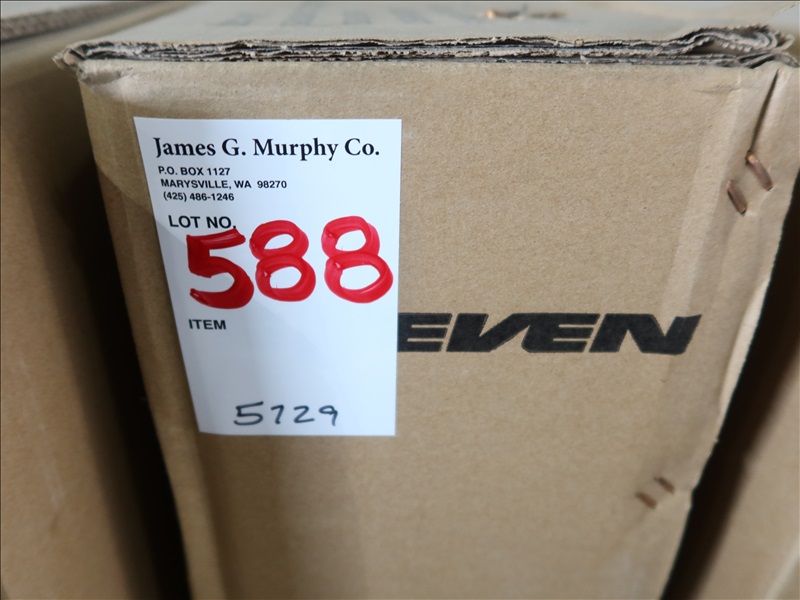 James G. Murphy Co.
P.O. BOX 1127
MARYSVILLE, WA 98270
(425) 486-1246
LOT NO.
588
EVEN
ITEM
5729